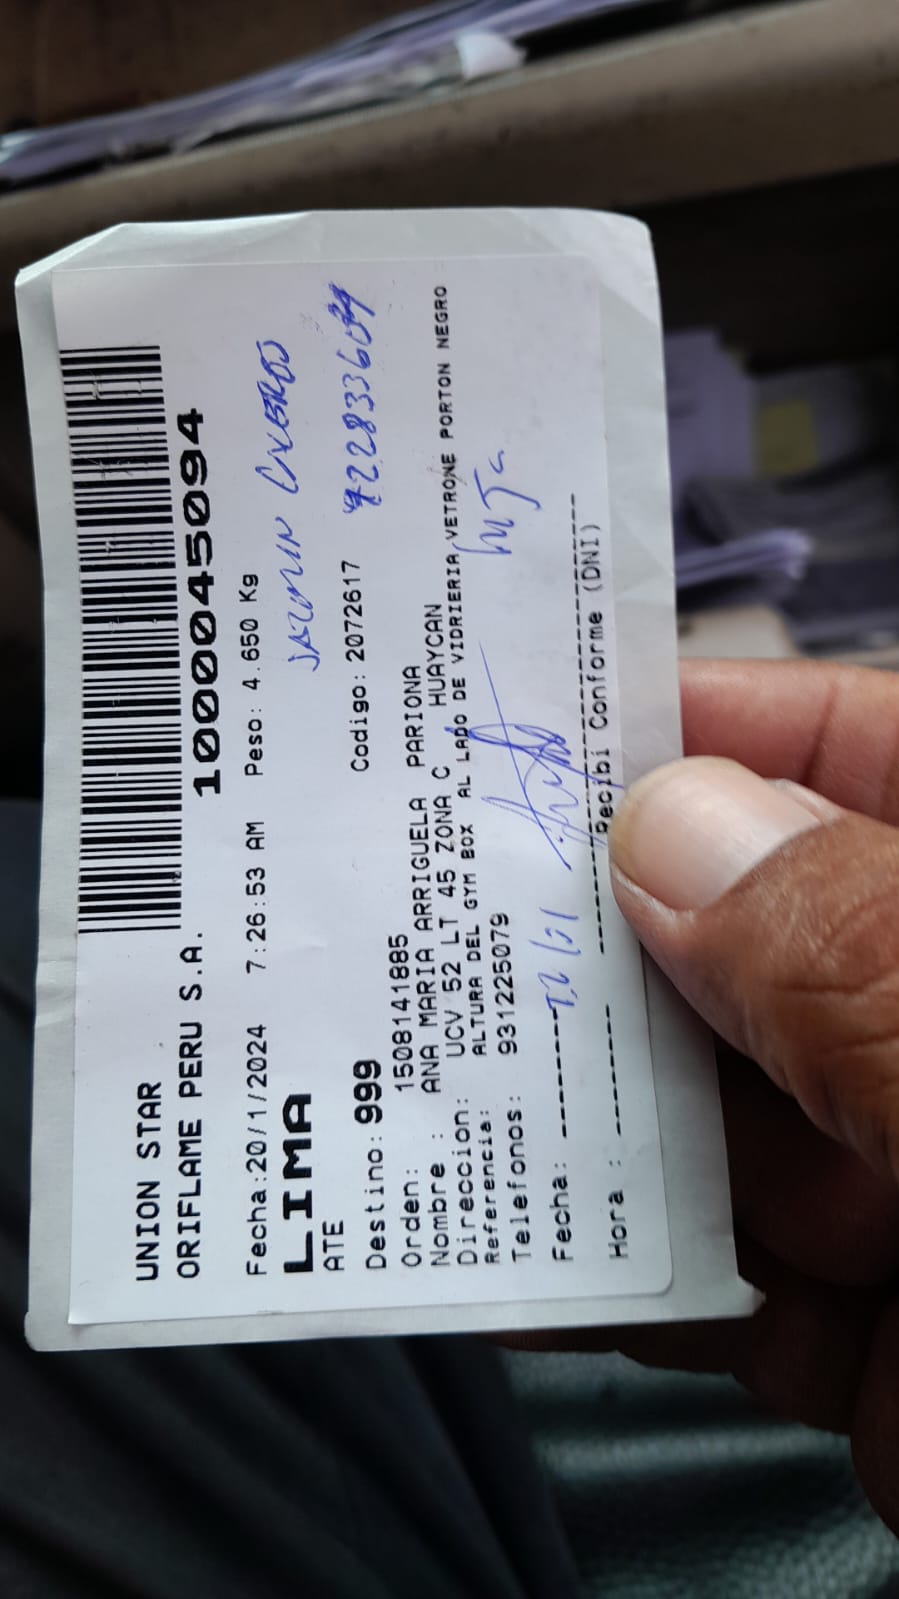 UNION STAR
ORIFLAME PERU S.A.
100045094
Fecha:20/1/2024 7:26:53 AM Peso: 4.650 Kg
LIMA
ATE
JAZMIN
Destino: 999 Codigo: 2072617
Orden: 1508141885
Nombre : ANA MARIA ARRIGUELA PARIONA
Direccion: UCV 52 LT 45 ZONA C HUAYCAN
Referencia: ALTURA DEL GYM BOX AL LADO DE VIDRIERIA VETRONE PORTON NEGRO
Telefonos: 931225079
Fecha:
Hora :
Recibi Conforme (DNI)